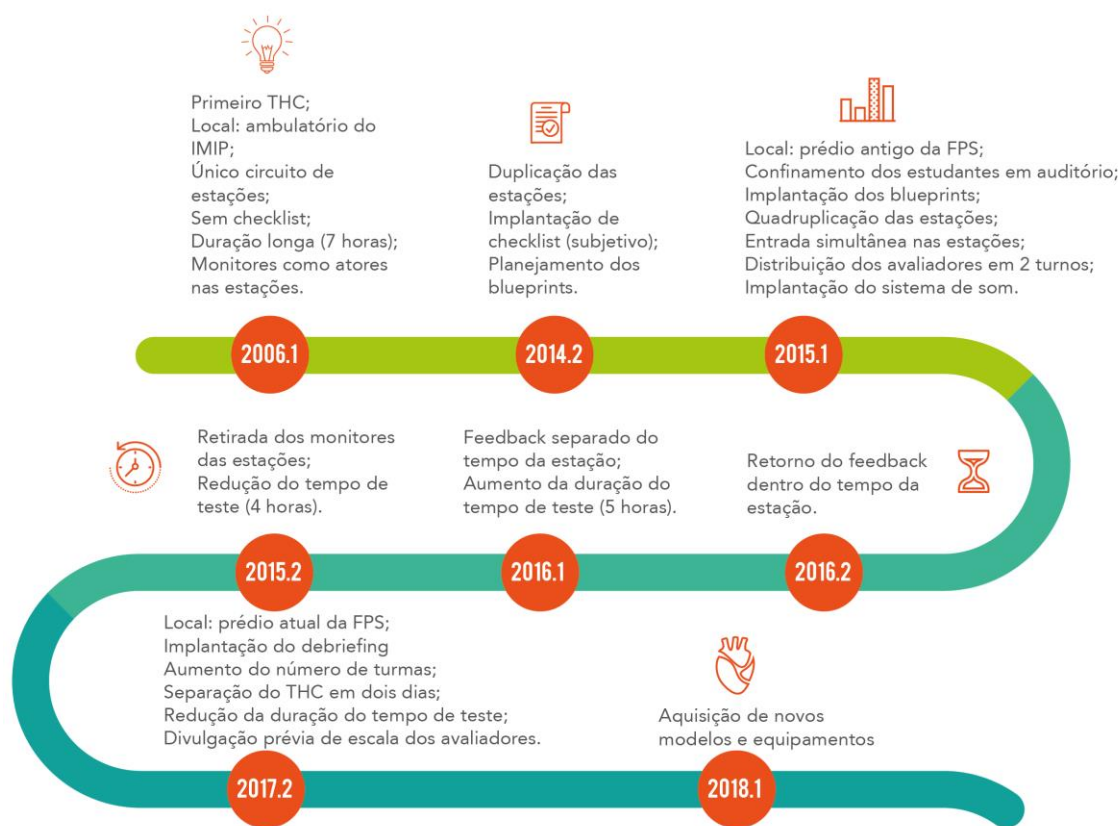 Primeiro THC;
Local: ambulatório do
IMIP;
Único circuito de
estações;
Sem checklist;
Duração longa (7 horas);
Monitores como atores
nas estações.
2006.1
Duplicação das
estações;
Implantação de
checklist (subjetivo);
Planejamento dos
blueprints.
2014.2
Local: prédio antigo da FPS;
Confinamento dos estudantes em auditório;
Implantação dos blueprints;
Quadruplicação das estações;
Entrada simultânea nas estações;
Distribuição dos avaliadores em 2 turnos;
Implantação do sistema de som.
2015.1
Retirada dos monitores
das estações;
Redução do tempo de
teste (4 horas).
2015.2
Feedback separado do
tempo da estação;
Aumento da duração do
tempo de teste (5 horas).
2016.1
Retorno do feedback
dentro do tempo da
estação.
2016.2
Local: prédio atual da FPS;
Implantação do debriefing
Aumento do número de turmas;
Separação do THC em dois dias;
Redução da duração do tempo de teste;
Divulgação prévia de escala dos avaliadores.
2017.2
Aquisição de novos
modelos e equipamentos
2018.1